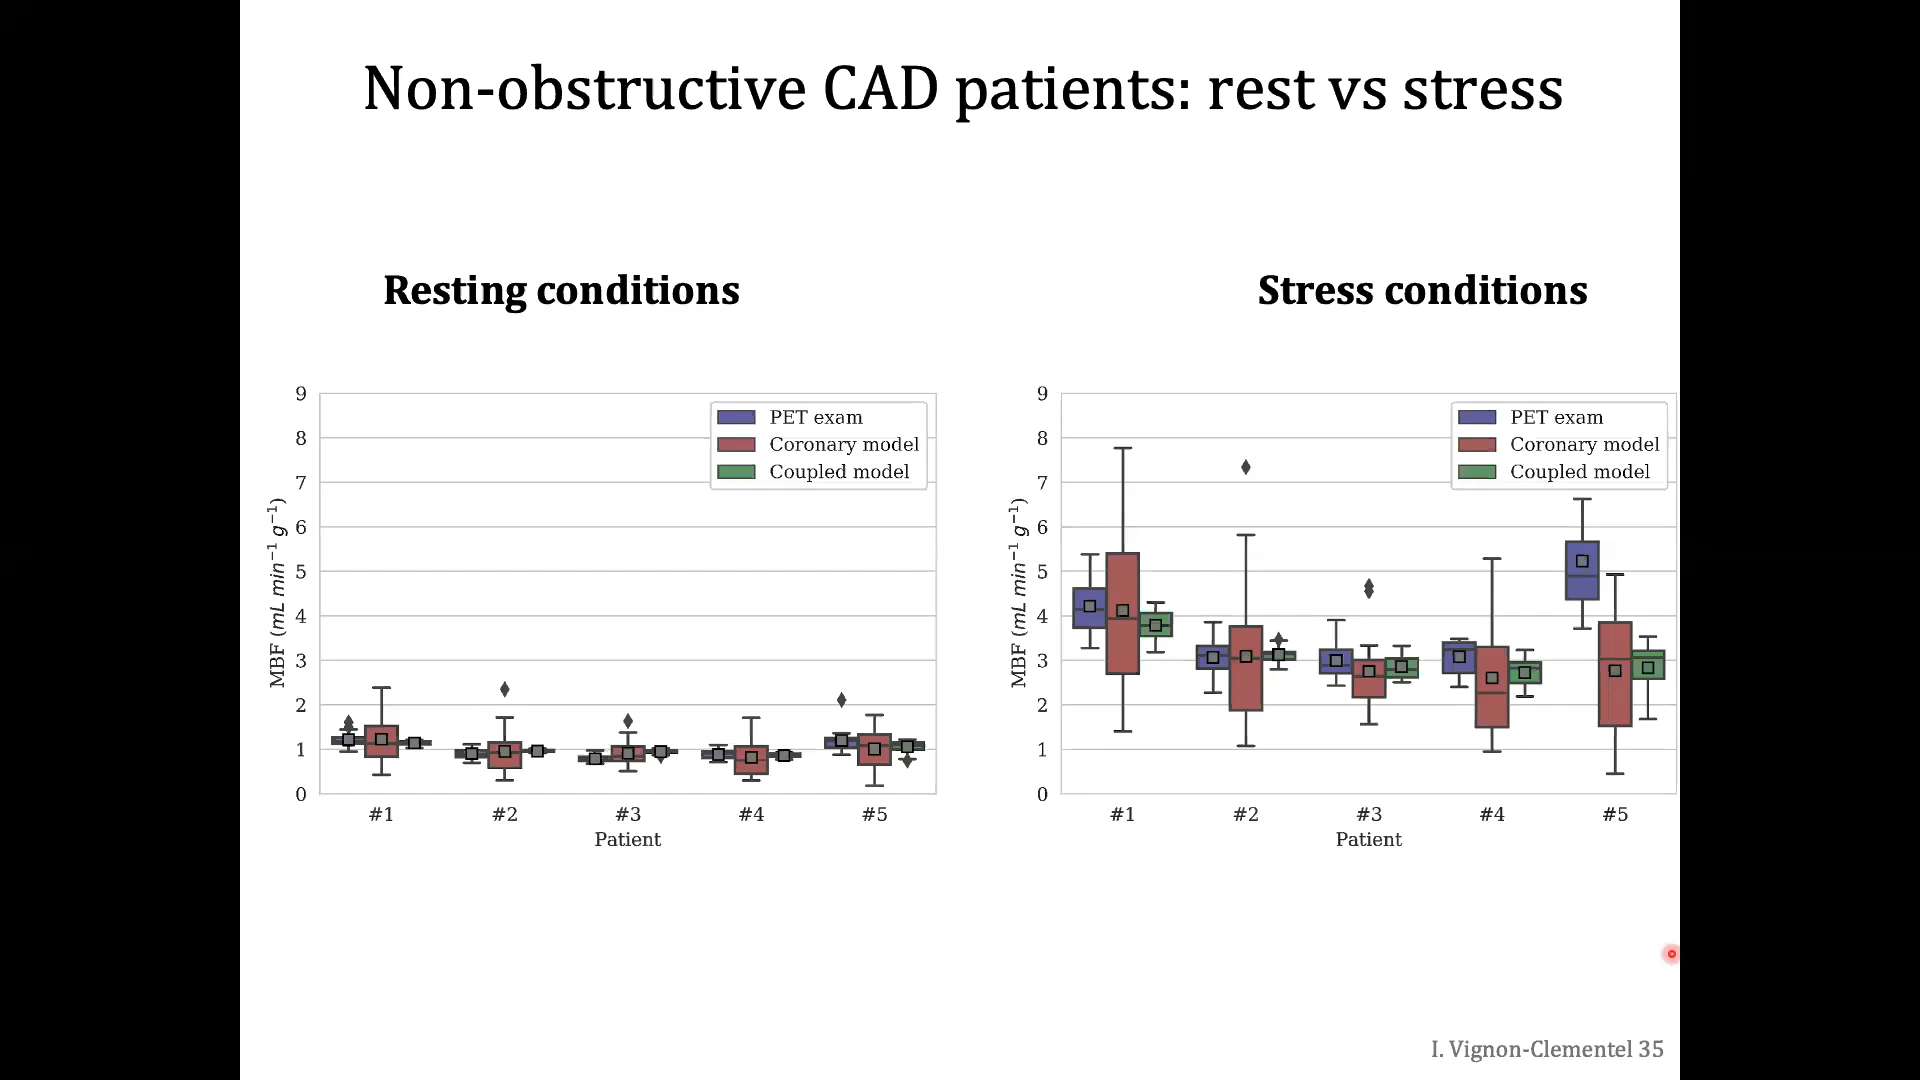 Non-obstructive CAD patients: rest vs stress
Resting conditions
Stress conditions
9
8
7
6
5
4
3
2
1
0
MBF (mL min⁻¹ g⁻¹)
PET exam
Coronary model
Coupled model
#1 #2 #3 #4 #5
Patient
9
8
7
6
5
4
3
2
1
0
MBF (mL min⁻¹ g⁻¹)
PET exam
Coronary model
Coupled model
#1 #2 #3 #4 #5
Patient
I. Vignon-Clementel 35